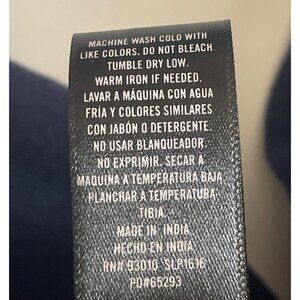 MACHINE WASH COLD WITH
LIKE COLORS. DO NOT BLEACH.
TUMBLE DRY LOW.
WARM IRON IF NEEDED.
LAVAR A MÁQUINA CON AGUA
FRÍA Y COLORES SIMILARES
CON JABÓN O DETERGENTE.
NO USAR BLANQUEADOR.
NO EXPRIMIR. SECAR A
MAQUINA A TEMPERATURA BAJA.
PLANCHAR A TEMPERATURA
TIBIA.
MADE IN INDIA
HECHO EN INDIA
RN# 93010 SLP1616
PD#65293